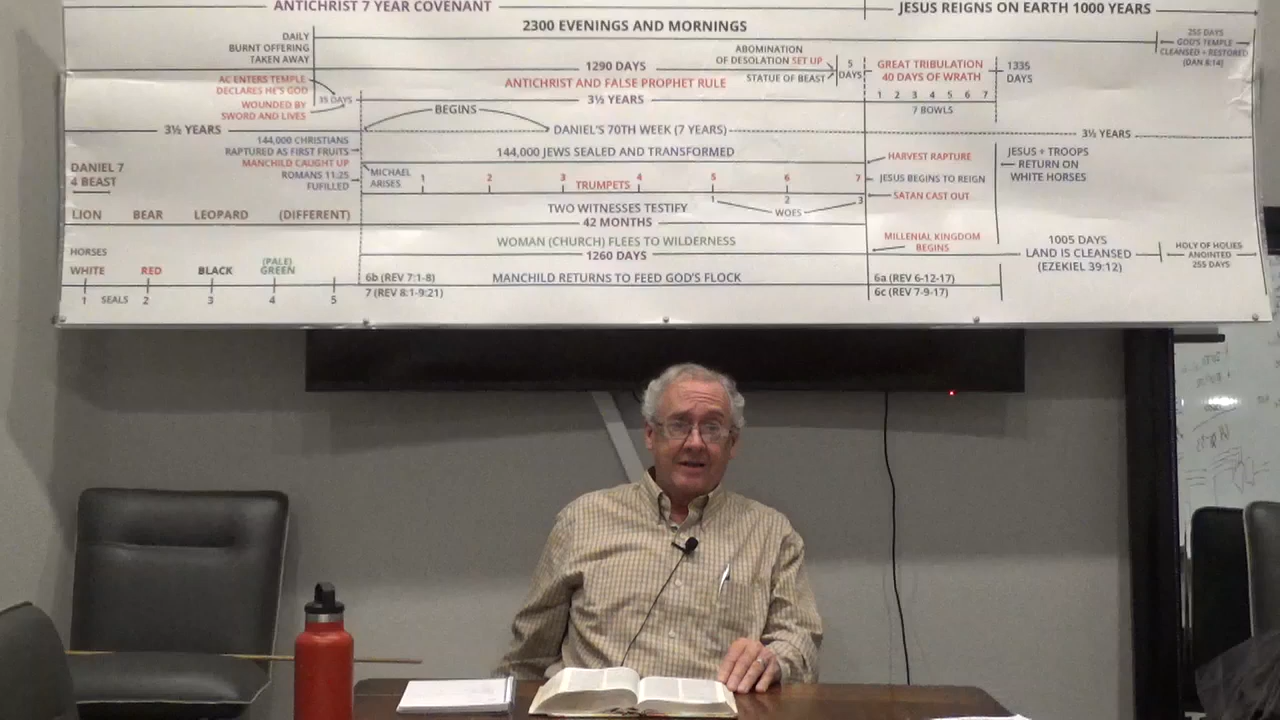 ANTICHRIST 7 YEAR COVENANT
JESUS REIGNS ON EARTH 1000 YEARS
2300 EVENINGS AND MORNINGS
DAILY
BURNT OFFERING
TAKEN AWAY
255 DAYS
GOD'S TEMPLE
CLEANSED + RESTORED
(DAN 8:14)
1290 DAYS
ABOMINATION
OF DESOLATION SET UP
STATUE OF BEAST
5
DAYS
GREAT TRIBULATION
40 DAYS OF WRATH
1335
DAYS
AC ENTERS TEMPLE
DECLARES HE'S GOD
WOUNDED BY
SWORD AND LIVES
35 DAYS
ANTICHRIST AND FALSE PROPHET RULE
3½ YEARS
1 2 3 4 5 6 7
7 BOWLS
BEGINS
3½ YEARS
DANIEL'S 70TH WEEK (7 YEARS)
3½ YEARS
144,000 CHRISTIANS
RAPTURED AS FIRST FRUITS
MANCHILD CAUGHT UP
ROMANS 11:25
FUFILLED
144,000 JEWS SEALED AND TRANSFORMED
HARVEST RAPTURE
JESUS + TROOPS
RETURN ON
WHITE HORSES
DANIEL 7
4 BEAST
MICHAEL
ARISES
1 2 3 4 5 6 7
TRUMPETS
JESUS BEGINS TO REIGN
SATAN CAST OUT
1 2 3
WOES
LION BEAR LEOPARD (DIFFERENT)
TWO WITNESSES TESTIFY
42 MONTHS
WOMAN (CHURCH) FLEES TO WILDERNESS
1260 DAYS
MILLENIAL KINGDOM
BEGINS
1005 DAYS
LAND IS CLEANSED
(EZEKIEL 39:12)
HOLY OF HOLIES
ANOINTED
255 DAYS
HORSES
WHITE RED BLACK (PALE)
GREEN
1 SEALS 2 3 4 5
6b (REV 7:1-8)
7 (REV 8:1-9:21)
MANCHILD RETURNS TO FEED GOD'S FLOCK
6a (REV 6-12-17)
6c (REV 7-9-17)